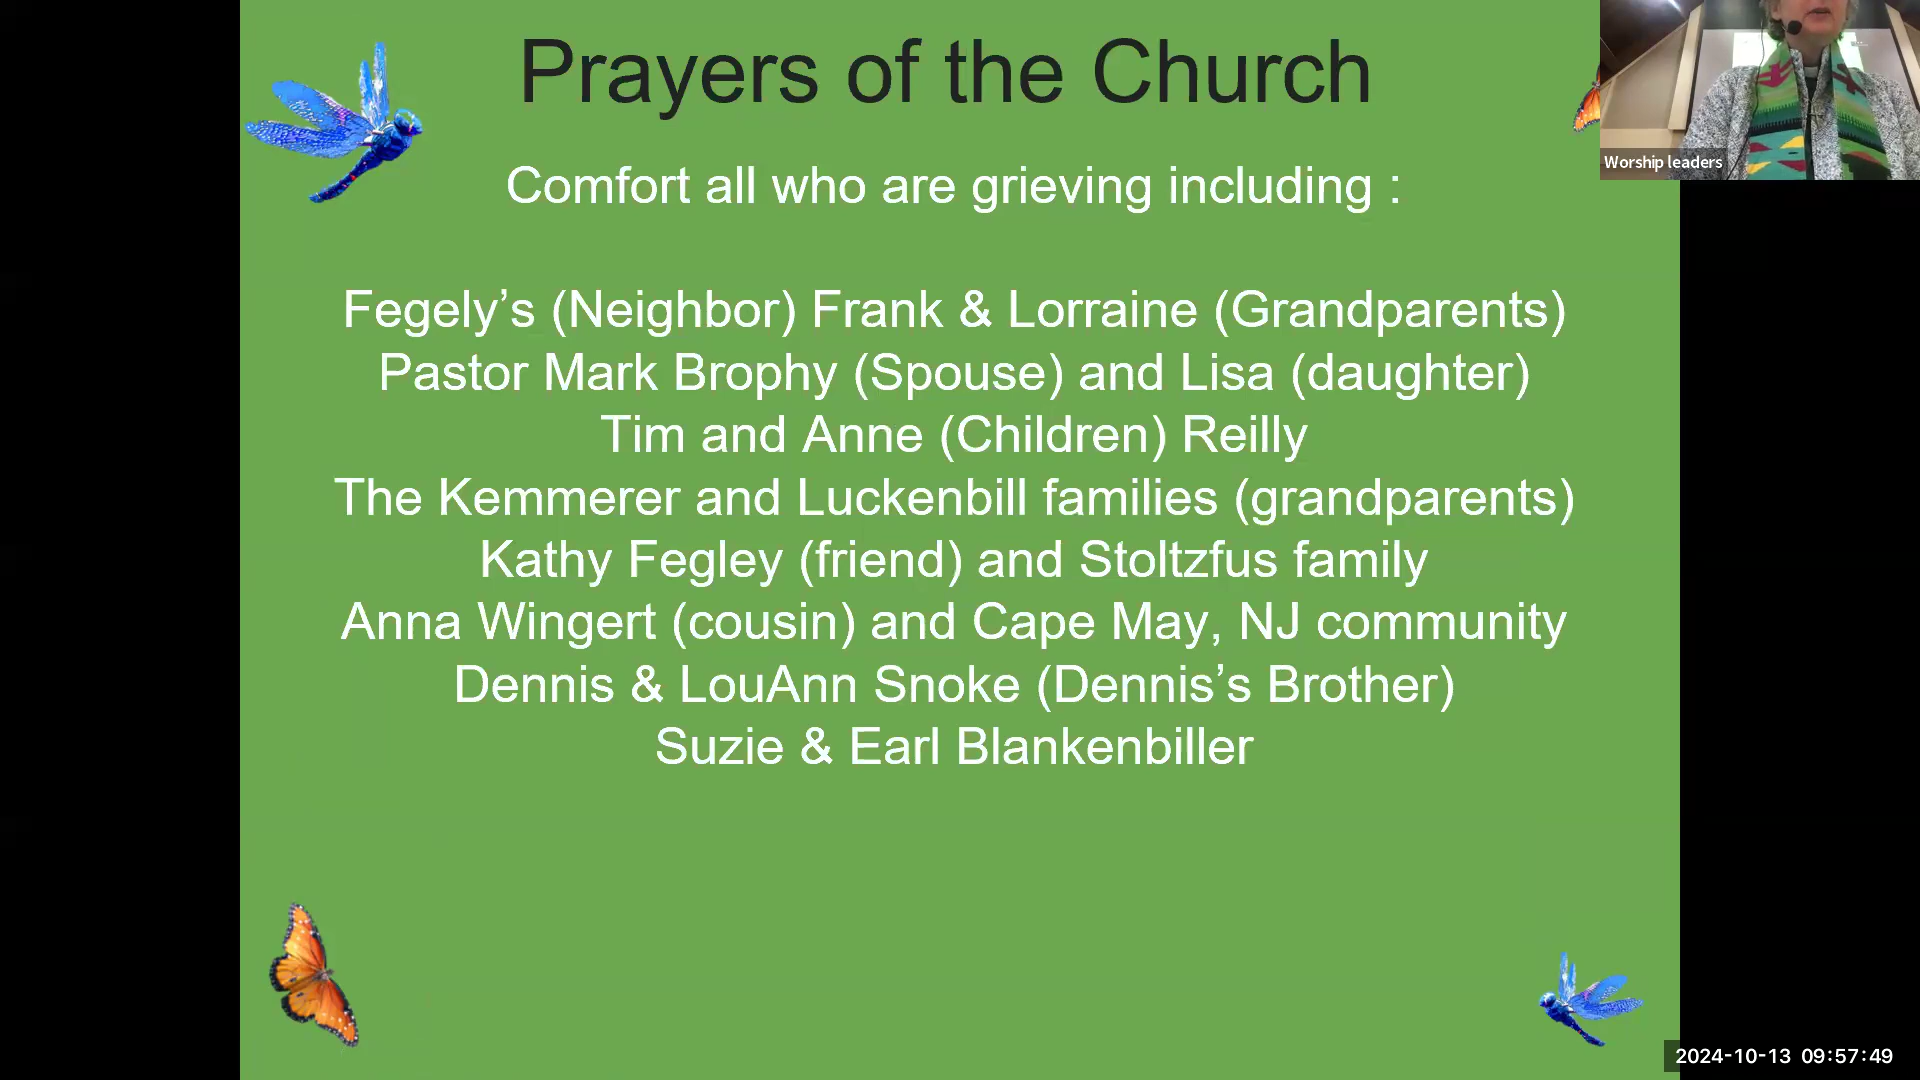 Prayers of the Church
Worship leaders
Comfort all who are grieving including :
Fegely’s (Neighbor) Frank & Lorraine (Grandparents)
Pastor Mark Brophy (Spouse) and Lisa (daughter)
Tim and Anne (Children) Reilly
The Kemmerer and Luckenbill families (grandparents)
Kathy Fegley (friend) and Stoltzfus family
Anna Wingert (cousin) and Cape May, NJ community
Dennis & LouAnn Snoke (Dennis’s Brother)
Suzie & Earl Blankenbiller
2024-10-13 09:57:49